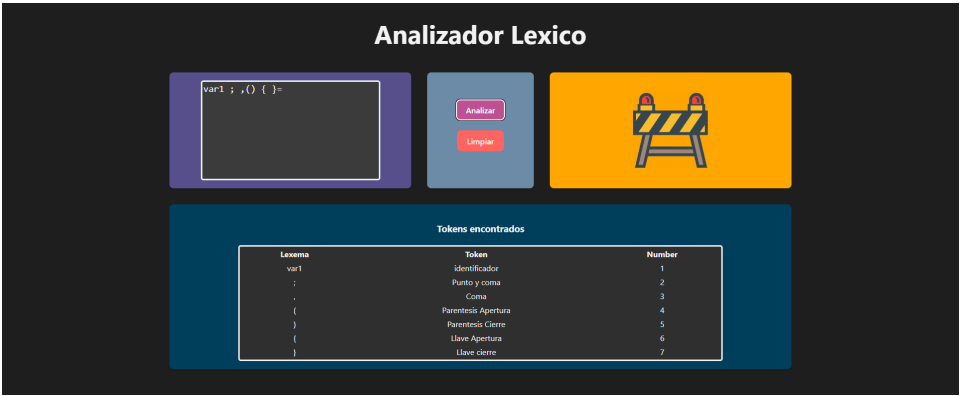 Analizador Lexico
var1 ; ,() { }=
Analizar
Limpiar
Tokens encontrados
Lexema Token Number
var1 identificador 1
; Punto y coma 2
, Coma 3
( Parentesis Apertura 4
) Parentesis Cierre 5
{ Llave Apertura 6
} Llave cierre 7